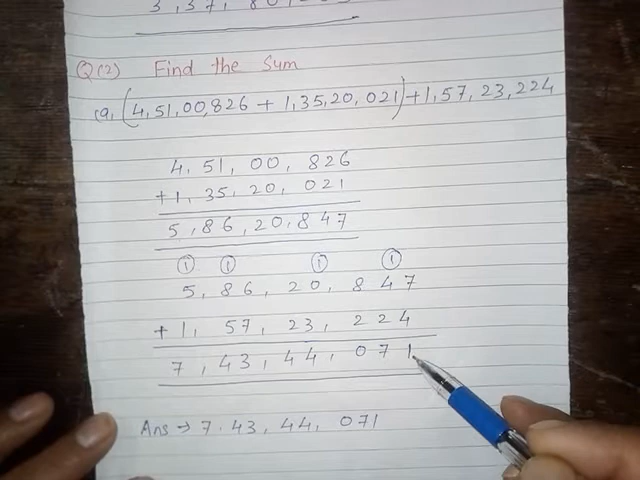 Q(2) Find the Sum
(a, (4,51,00,826 + 1,35,20,021) + 1,57,23,224
4,51,00,826
+1,35,20,021
5,86,20,847
1 1 1 1
5,86,20,847
+1,57,23,224
7,43,44,071
Ans → 7.43,44,071